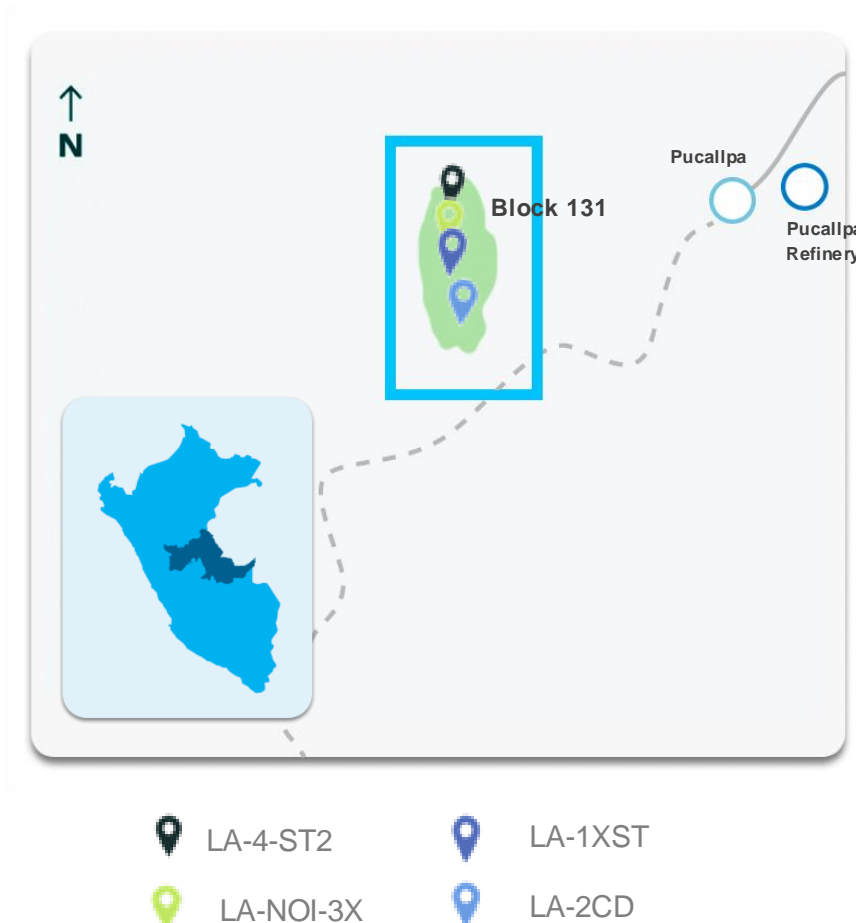 N
Pucallpa
Block 131
Pucallpa
Refinery
LA-4-ST2
LA-1XST
LA-NOI-3X
LA-2CD